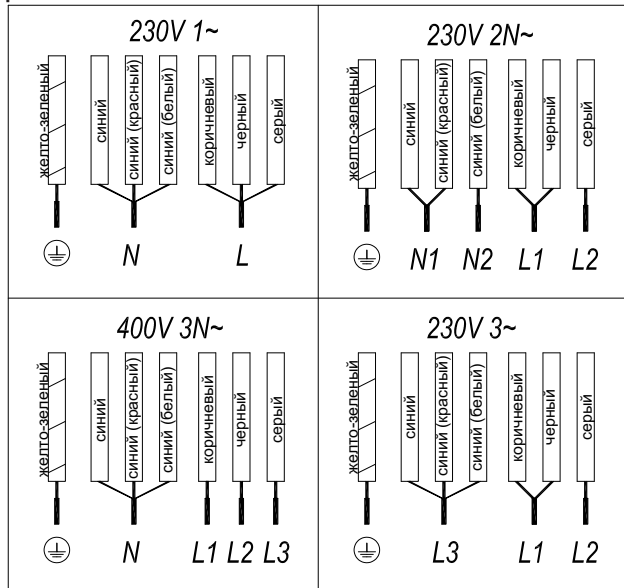 230V 1~
желто-зеленый
синий
синий (красный)
синий (белый)
коричневый
черный
серый
N L
230V 2N~
желто-зеленый
синий
синий (красный)
синий (белый)
коричневый
черный
серый
N1 N2 L1 L2
400V 3N~
желто-зеленый
синий
синий (красный)
синий (белый)
коричневый
черный
серый
N L1 L2 L3
230V 3~
желто-зеленый
синий
синий (красный)
синий (белый)
коричневый
черный
серый
L3 L1 L2